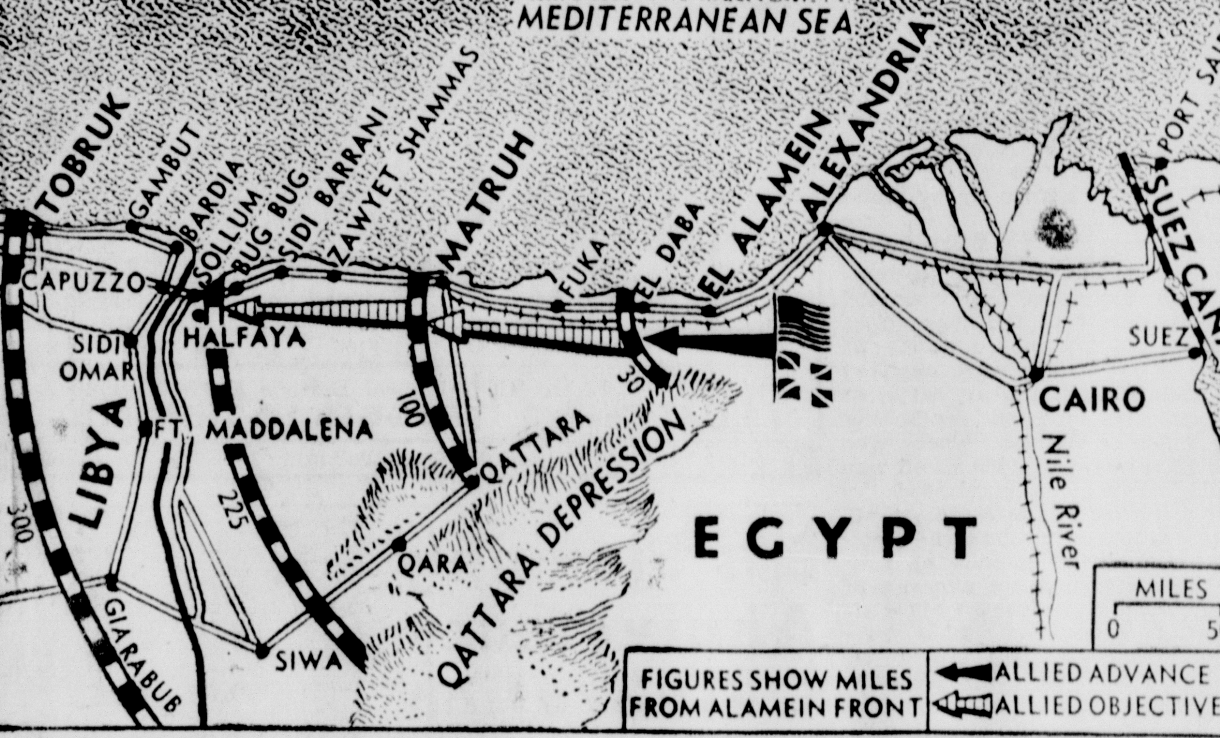 MEDITERRANEAN SEA
TOBRUK
GAMBUT
BARDIA
SOLLUM
BUG BUG
SIDI BARRANI
ZAWYET SHAMMAS
MATRUH
FUKA
EL DABA
EL ALAMEIN
ALEXANDRIA
PORT SAI
SUEZ CANA
CAPUZZO
HALFAYA
SIDI
OMAR
SUEZ
30
100
CAIRO
LIBYA
FT. MADDALENA
QATTARA
Nile River
300
225
QATTARA DEPRESSION
EGYPT
QARA
GIARABUB
SIWA
MILES
0 5
FIGURES SHOW MILES
FROM ALAMEIN FRONT
ALLIED ADVANCE
ALLIED OBJECTIVE